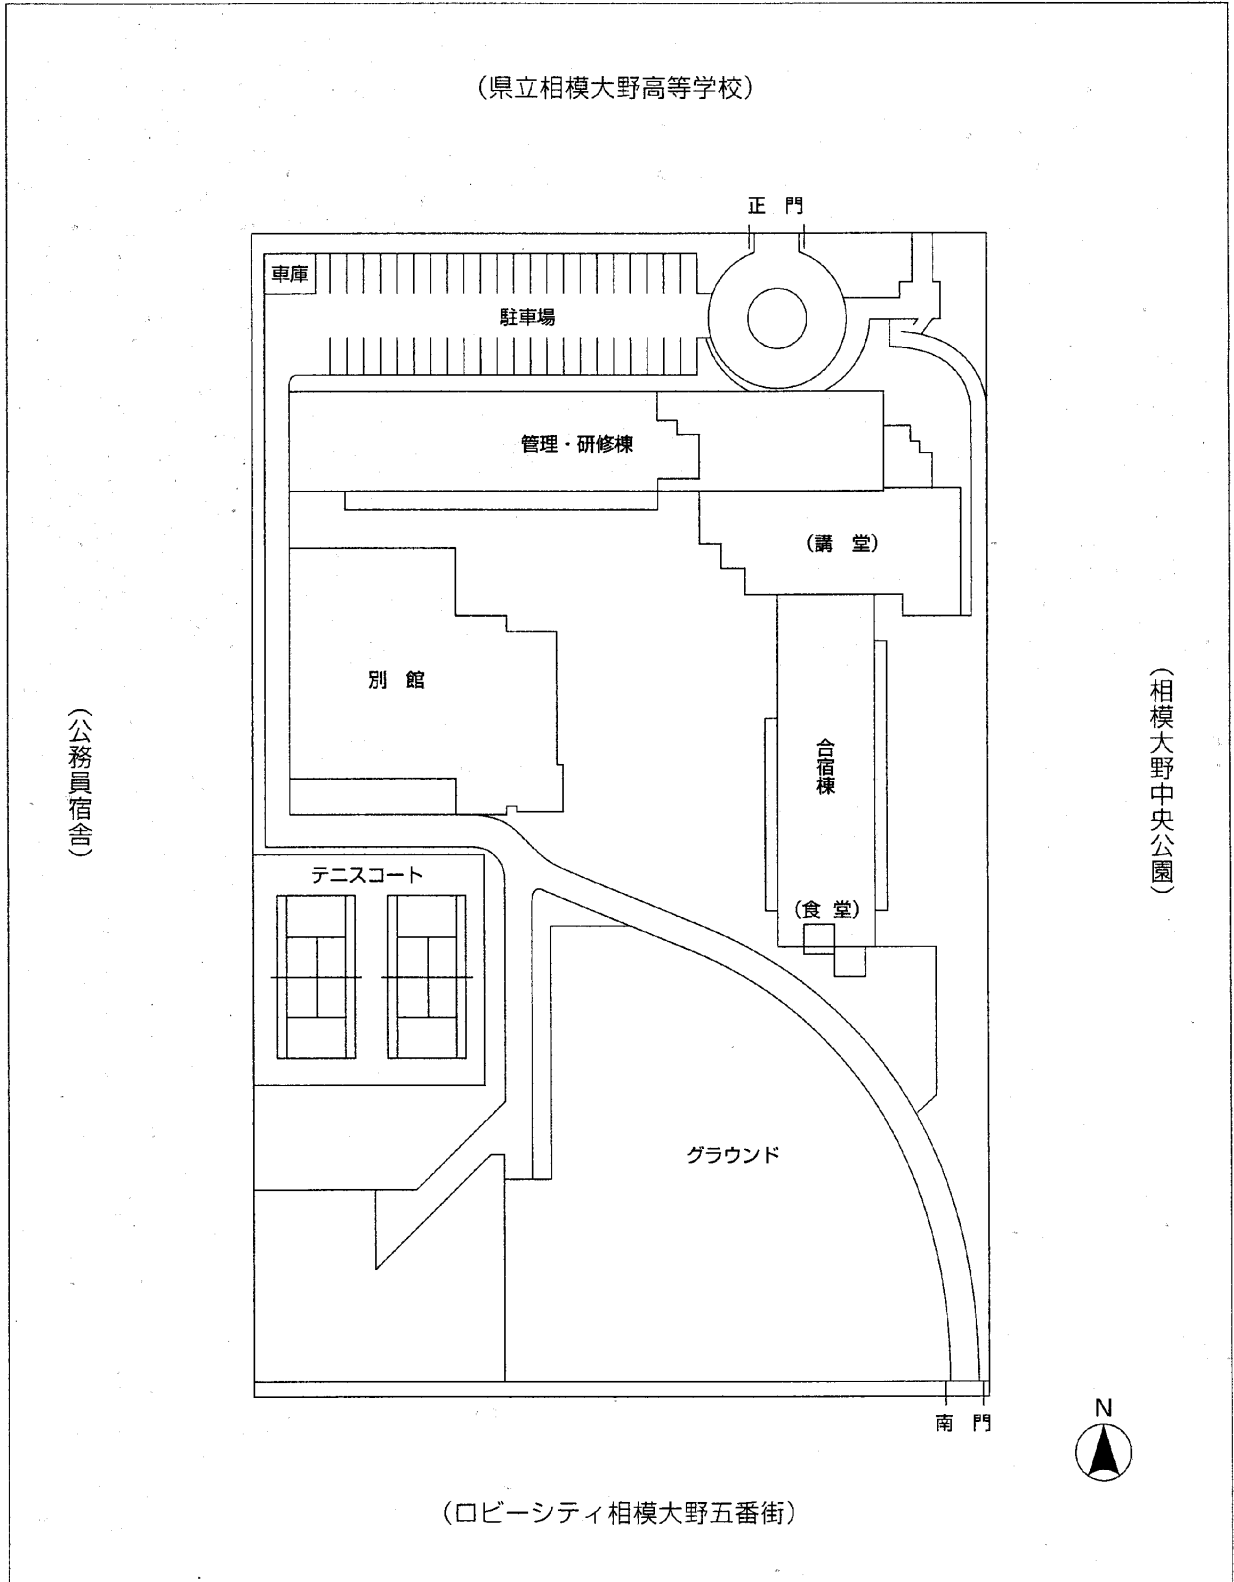 (県立相模大野高等学校)
正 門
車庫
駐車場
管理・研修棟
(講 堂)
別 館
合宿棟
(公務員宿舎)
(相模大野中央公園)
テニスコート
(食 堂)
グラウンド
南 門
N
(ロビーシティ相模大野五番街)